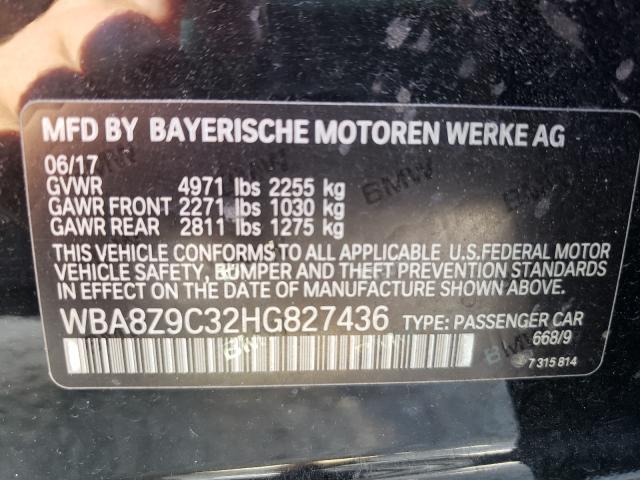 MFD BY BAYERISCHE MOTOREN WERKE AG
06/17
GVWR 4971 lbs 2255 kg
GAWR FRONT 2271 lbs 1030 kg
GAWR REAR 2811 lbs 1275 kg
THIS VEHICLE CONFORMS TO ALL APPLICABLE U.S.FEDERAL MOTOR
VEHICLE SAFETY, BUMPER AND THEFT PREVENTION STANDARDS
IN EFFECT ON THE DATE OF MANUFACTURE SHOWN ABOVE.
WBA8Z9C32HG827436 TYPE: PASSENGER CAR
668/9
7 315 814